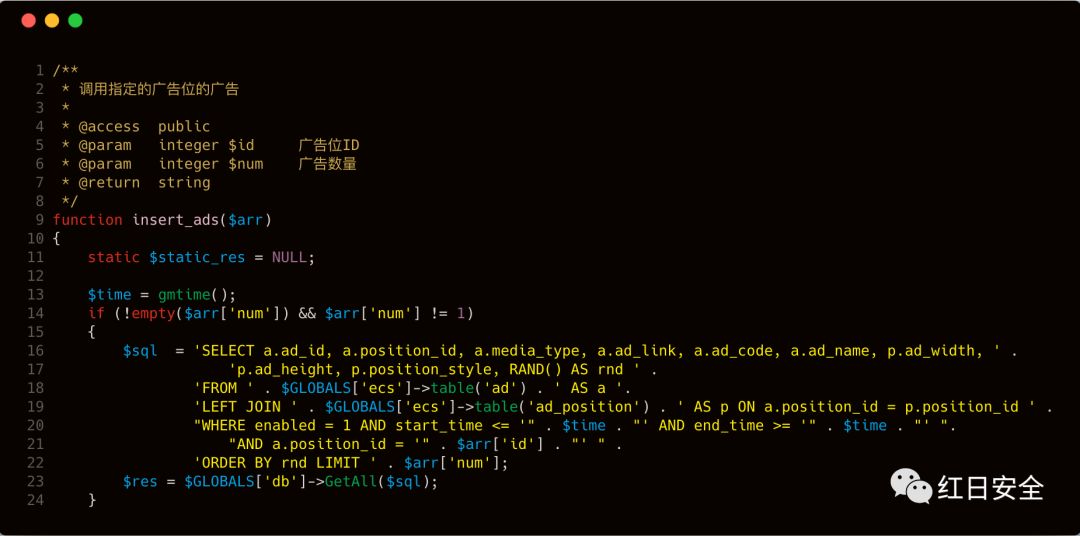 1 /**
2  * 调用指定的广告位的广告
3  *
4  * @access  public
5  * @param   integer $id     广告位ID
6  * @param   integer $num    广告数量
7  * @return  string
8  */
9 function insert_ads($arr)
10 {
11     static $static_res = NULL;
12
13     $time = gmtime();
14     if (!empty($arr['num']) && $arr['num'] != 1)
15     {
16         $sql  = 'SELECT a.ad_id, a.position_id, a.media_type, a.ad_link, a.ad_code, a.ad_name, p.ad_width, ' .
17                     'p.ad_height, p.position_style, RAND() AS rnd ' .
18                 'FROM ' . $GLOBALS['ecs']->table('ad') . ' AS a '.
19                 'LEFT JOIN ' . $GLOBALS['ecs']->table('ad_position') . ' AS p ON a.position_id = p.position_id ' .
20                 "WHERE enabled = 1 AND start_time <= '" . $time . "' AND end_time >= '" . $time . "' ".
21                     "AND a.position_id = '" . $arr['id'] . "' " .
22                 'ORDER BY rnd LIMIT ' . $arr['num'];
23         $res = $GLOBALS['db']->GetAll($sql);
24     }
红日安全